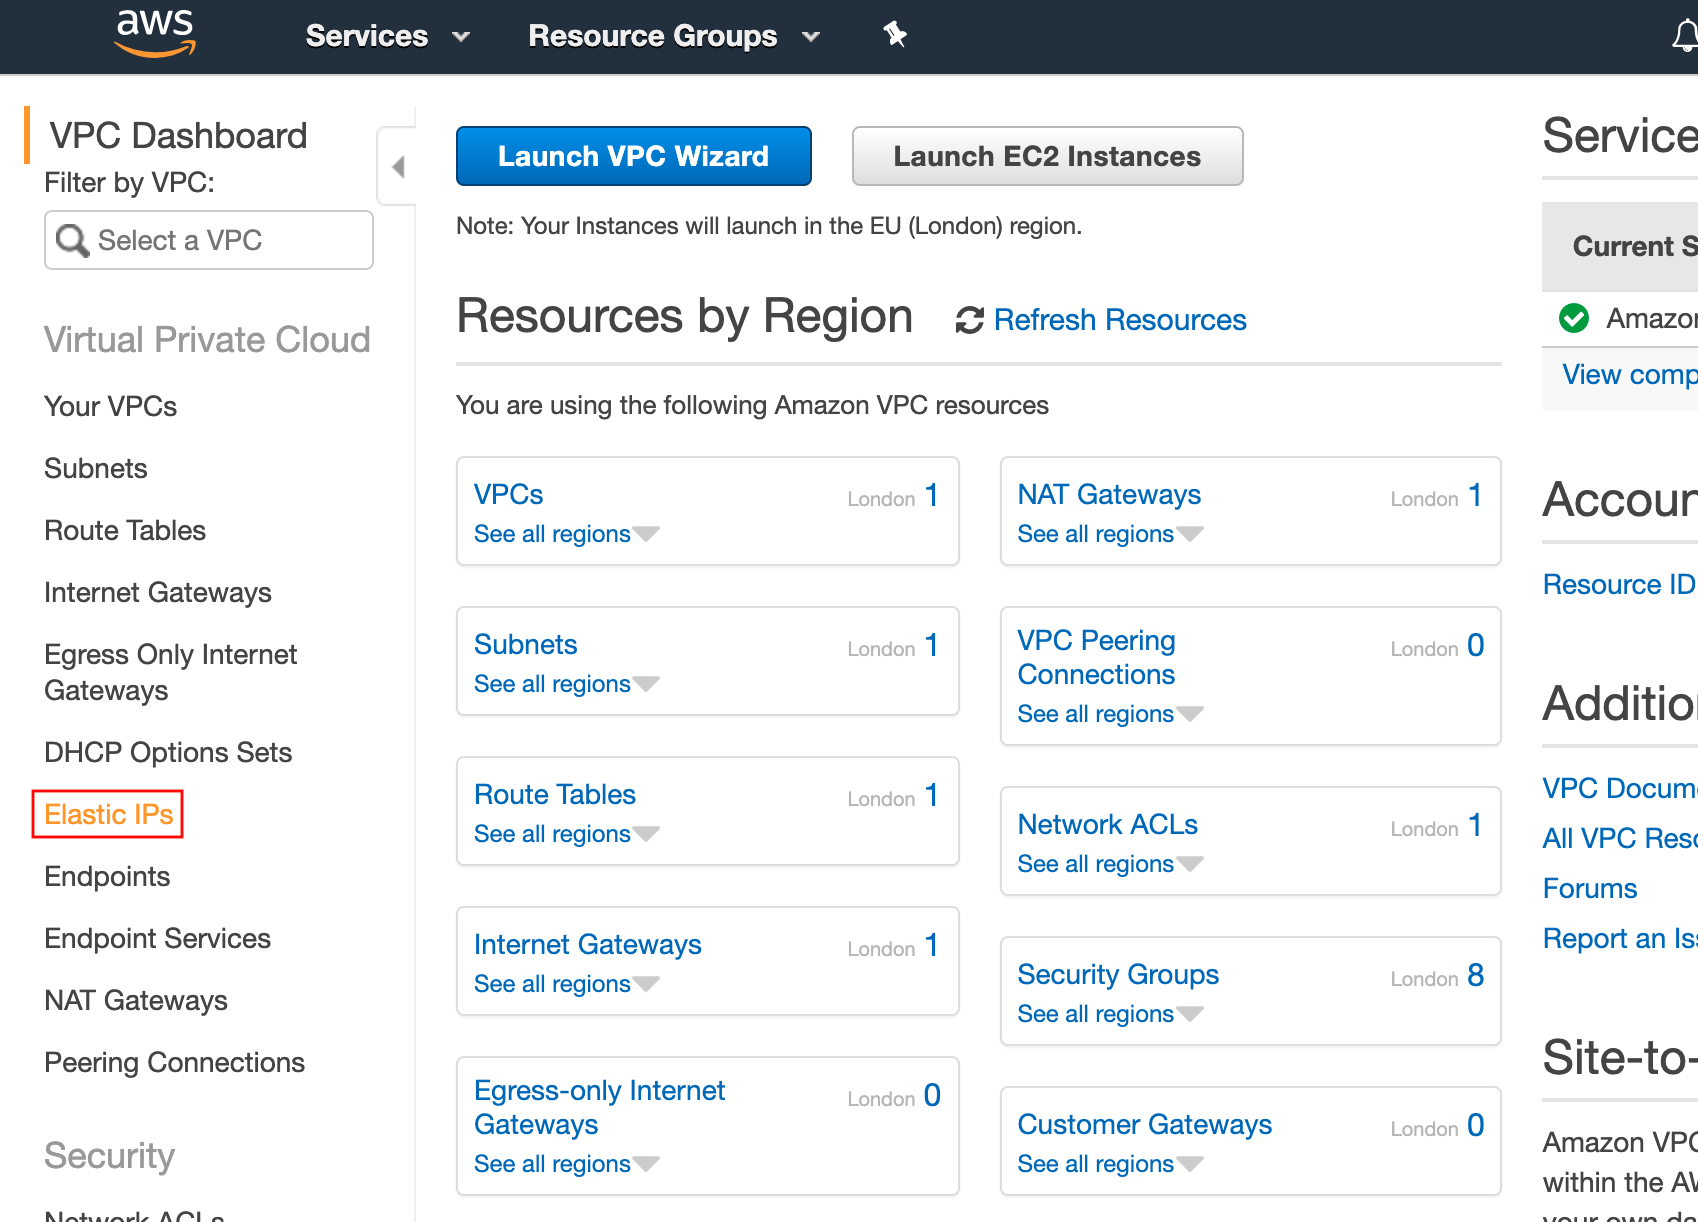 aws
Services
Resource Groups
VPC Dashboard
Filter by VPC:
Select a VPC
Virtual Private Cloud
Your VPCs
Subnets
Route Tables
Internet Gateways
Egress Only Internet
Gateways
DHCP Options Sets
Elastic IPs
Endpoints
Endpoint Services
NAT Gateways
Peering Connections
Security
Network ACLs
Launch VPC Wizard
Launch EC2 Instances
Note: Your Instances will launch in the EU (London) region.
Resources by Region
Refresh Resources
You are using the following Amazon VPC resources
VPCs London 1
See all regions
Subnets London 1
See all regions
Route Tables London 1
See all regions
Internet Gateways London 1
See all regions
Egress-only Internet
Gateways London 0
See all regions
NAT Gateways London 1
See all regions
VPC Peering
Connections London 0
See all regions
Network ACLs London 1
See all regions
Security Groups London 8
See all regions
Customer Gateways London 0
See all regions
Service
Current S
Amazon
View comp
Accoun
Resource ID
Additio
VPC Docum
All VPC Reso
Forums
Report an Iss
Site-to-
Amazon VPC
within the AW
your own da